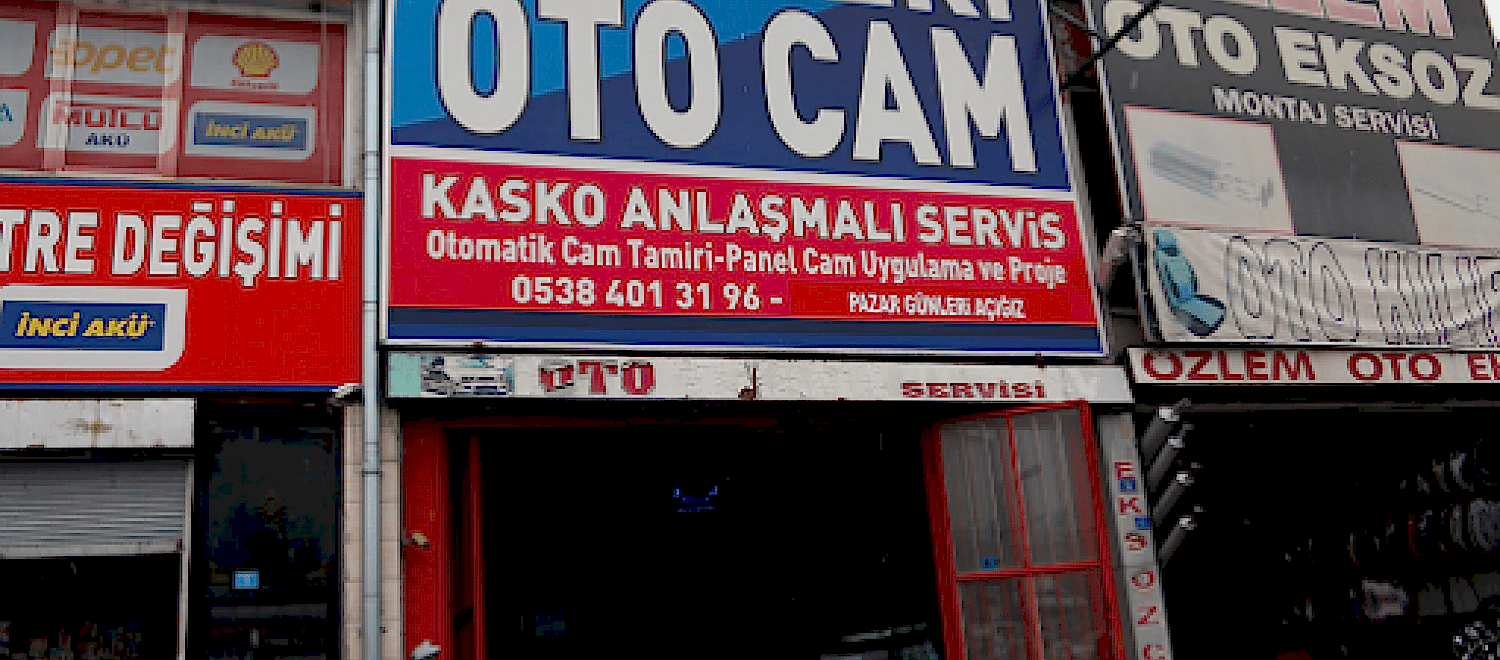 opet
MUTLU
AKÜ
İNCİ AKÜ
TRE DEĞİŞİMİ
İNCİ AKÜ
OTO CAM
KASKO ANLAŞMALI SERVİS
Otomatik Cam Tamiri-Panel Cam Uygulama ve Proje
0538 401 31 96 -
PAZAR GÜNLERİ AÇIĞIZ
OTO
SERVİSİ
OTO EKSOZ
MONTAJ SERVİSİ
OTO
ÖZLEM OTO
EKSOZ